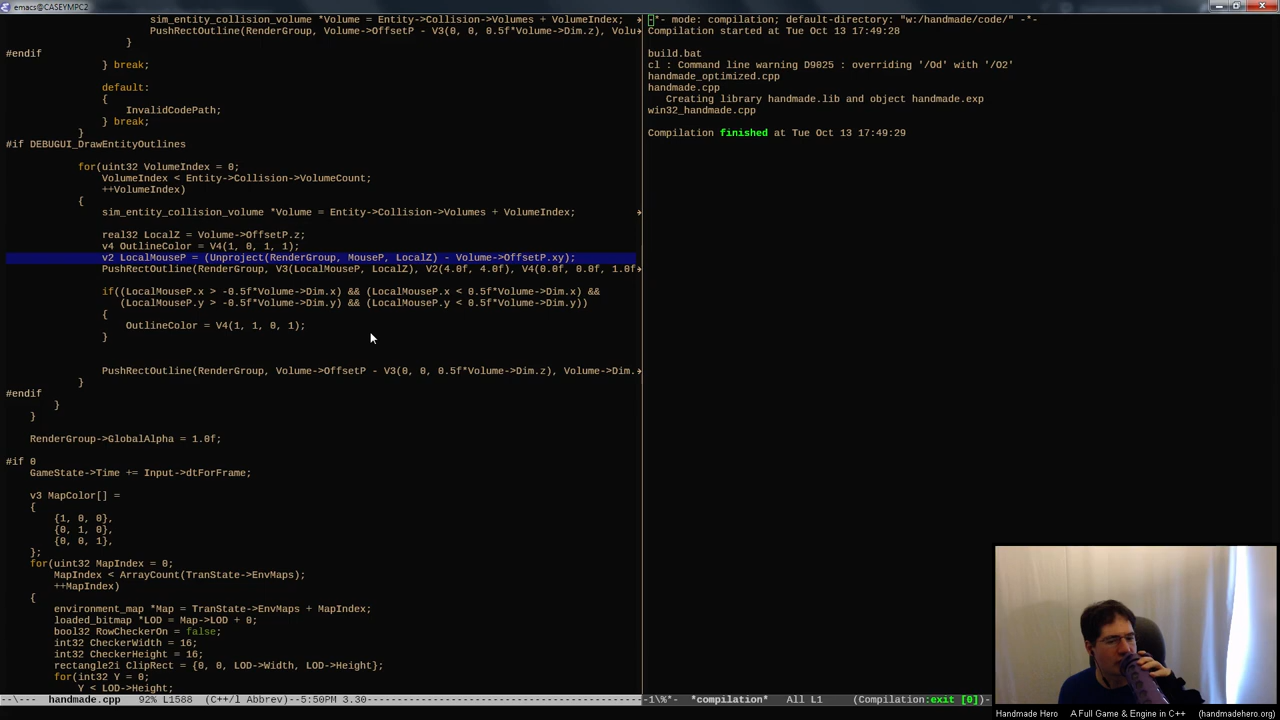 emacs@CASEYMPC2
sim_entity_collision_volume *Volume = Entity->Collision->Volumes + VolumeIndex;
PushRectOutline(RenderGroup, Volume->OffsetP - V3(0, 0, 0.5f*Volume->Dim.z), Volu
}
#endif
} break;
default:
{
InvalidCodePath;
} break;
}
#if DEBUGUI_DrawEntityOutlines
for(uint32 VolumeIndex = 0;
VolumeIndex < Entity->Collision->VolumeCount;
++VolumeIndex)
{
sim_entity_collision_volume *Volume = Entity->Collision->Volumes + VolumeIndex;
real32 LocalZ = Volume->OffsetP.z;
v4 OutlineColor = V4(1, 0, 1, 1);
v2 LocalMouseP = (Unproject(RenderGroup, MouseP, LocalZ) - Volume->OffsetP.xy);
PushRectOutline(RenderGroup, V3(LocalMouseP, LocalZ), V2(4.0f, 4.0f), V4(0.0f, 0.0f, 1.0f
if((LocalMouseP.x > -0.5f*Volume->Dim.x) && (LocalMouseP.x < 0.5f*Volume->Dim.x) &&
(LocalMouseP.y > -0.5f*Volume->Dim.y) && (LocalMouseP.y < 0.5f*Volume->Dim.y))
{
OutlineColor = V4(1, 1, 0, 1);
}
PushRectOutline(RenderGroup, Volume->OffsetP - V3(0, 0, 0.5f*Volume->Dim.z), Volume->Dim.
}
#endif
}
}
RenderGroup->GlobalAlpha = 1.0f;
#if 0
GameState->Time += Input->dtForFrame;
v3 MapColor[] =
{
{1, 0, 0},
{0, 1, 0},
{0, 0, 1},
};
for(uint32 MapIndex = 0;
MapIndex < ArrayCount(TranState->EnvMaps);
++MapIndex)
{
environment_map *Map = TranState->EnvMaps + MapIndex;
loaded_bitmap *LOD = Map->LOD + 0;
bool32 RowCheckerOn = false;
int32 CheckerWidth = 16;
int32 CheckerHeight = 16;
rectangle2i ClipRect = {0, 0, LOD->Width, LOD->Height};
for(int32 Y = 0;
Y < LOD->Height;
--\--- handmade.cpp 92% L1588 (C++/l Abbrev)--5:50PM 3.30
-*- mode: compilation; default-directory: "w:/handmade/code/" -*-
Compilation started at Tue Oct 13 17:49:28
build.bat
cl : Command line warning D9025 : overriding '/Od' with '/O2'
handmade_optimized.cpp
handmade.cpp
Creating library handmade.lib and object handmade.exp
win32_handmade.cpp
Compilation finished at Tue Oct 13 17:49:29
-1\%*- *compilation* All L1 (Compilation:exit [0])-
Handmade Hero A Full Game & Engine in C++ (handmadehero.org)